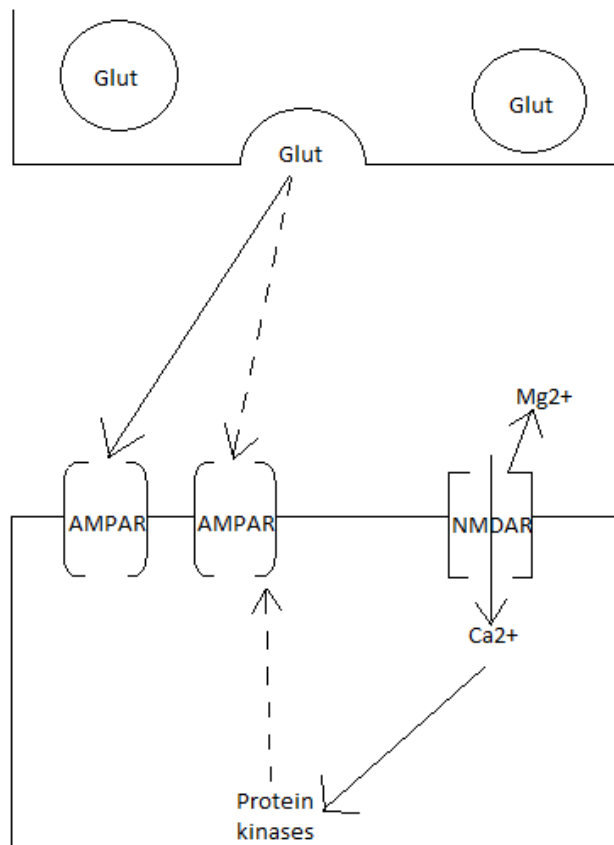 Glut
Glut
Glut
Mg2+
AMPAR
AMPAR
NMDAR
Ca2+
Protein
kinases